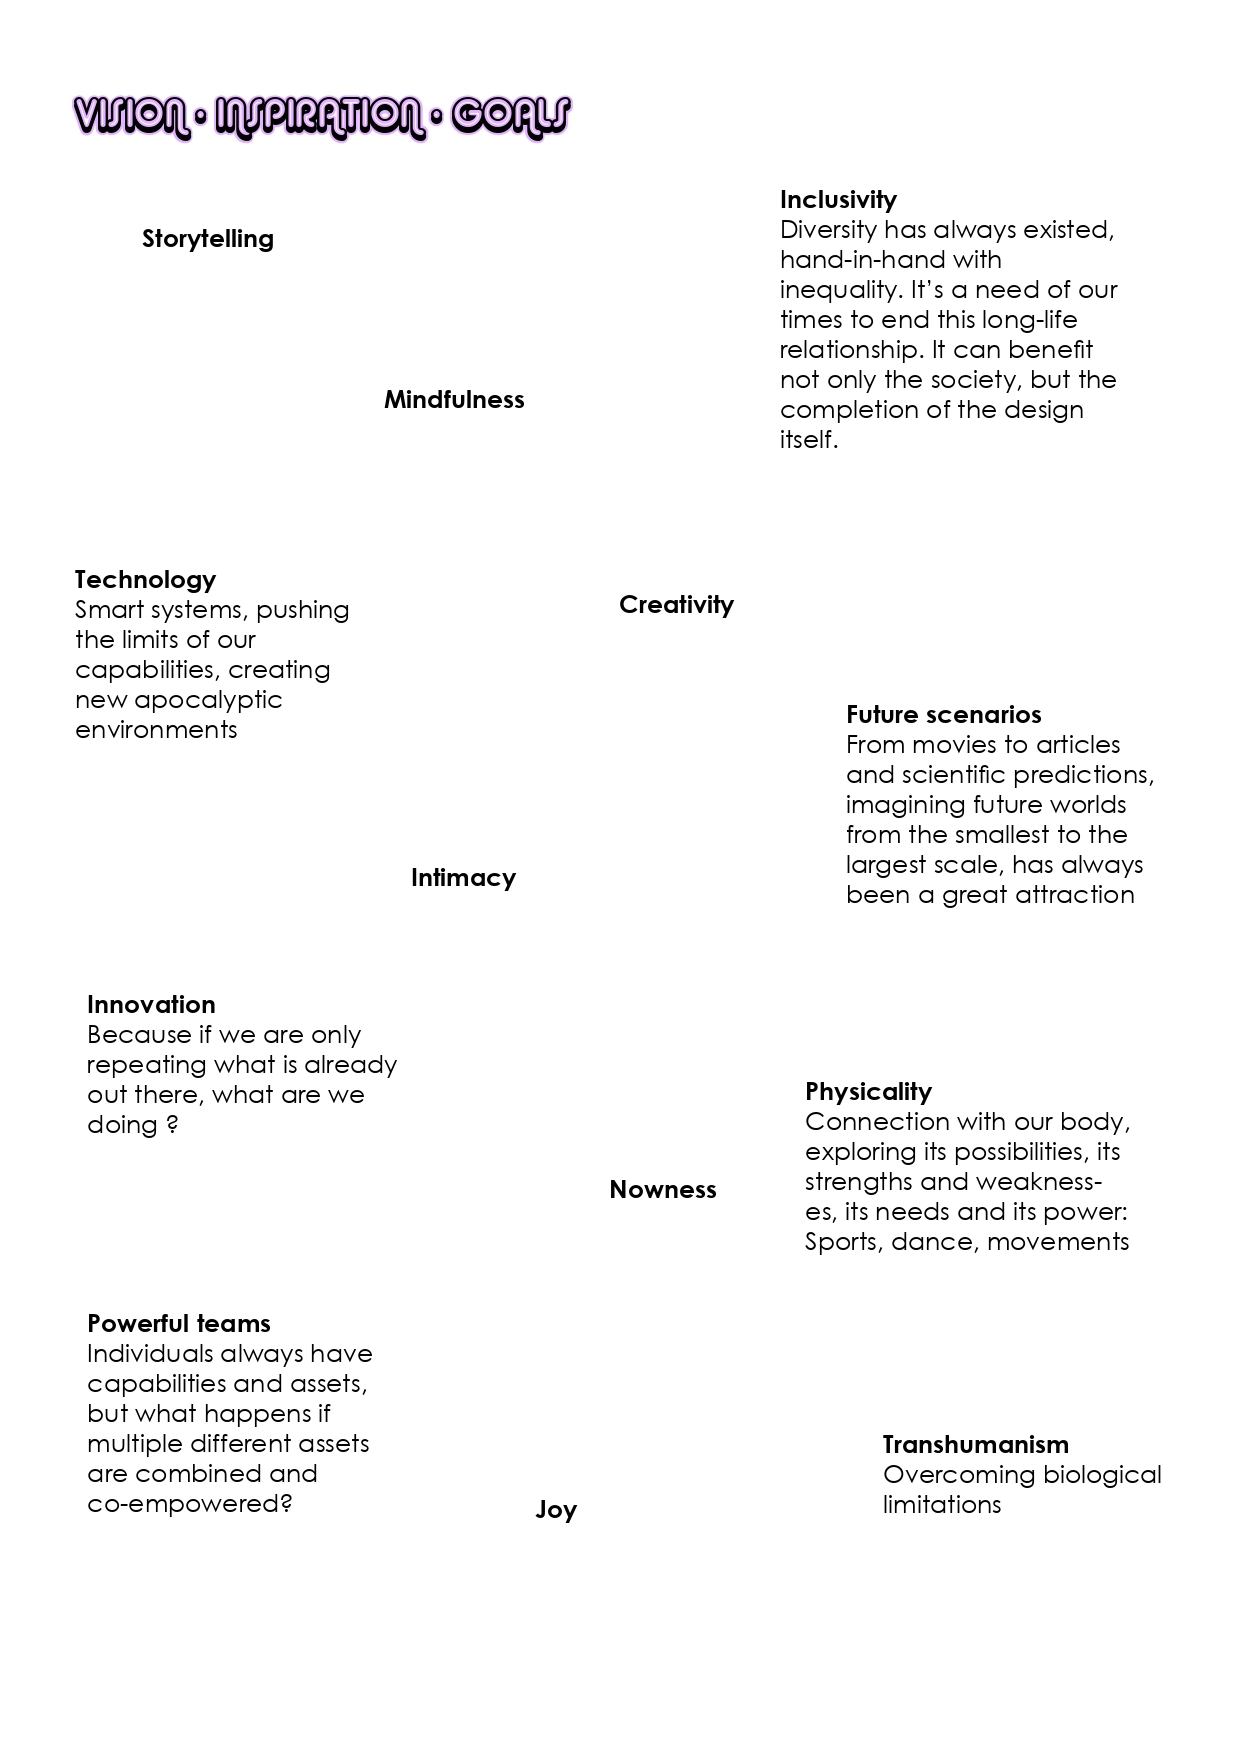 VISION • INSPIRATION • GOALS
Storytelling
Inclusivity
Diversity has always existed,
hand-in-hand with
inequality. It’s a need of our
times to end this long-life
relationship. It can benefit
not only the society, but the
completion of the design
itself.
Mindfulness
Technology
Smart systems, pushing
the limits of our
capabilities, creating
new apocalyptic
environments
Creativity
Future scenarios
From movies to articles
and scientific predictions,
imagining future worlds
from the smallest to the
largest scale, has always
been a great attraction
Intimacy
Innovation
Because if we are only
repeating what is already
out there, what are we
doing ?
Physicality
Connection with our body,
exploring its possibilities, its
strengths and weakness-
es, its needs and its power:
Sports, dance, movements
Nowness
Powerful teams
Individuals always have
capabilities and assets,
but what happens if
multiple different assets
are combined and
co-empowered?
Transhumanism
Overcoming biological
limitations
Joy